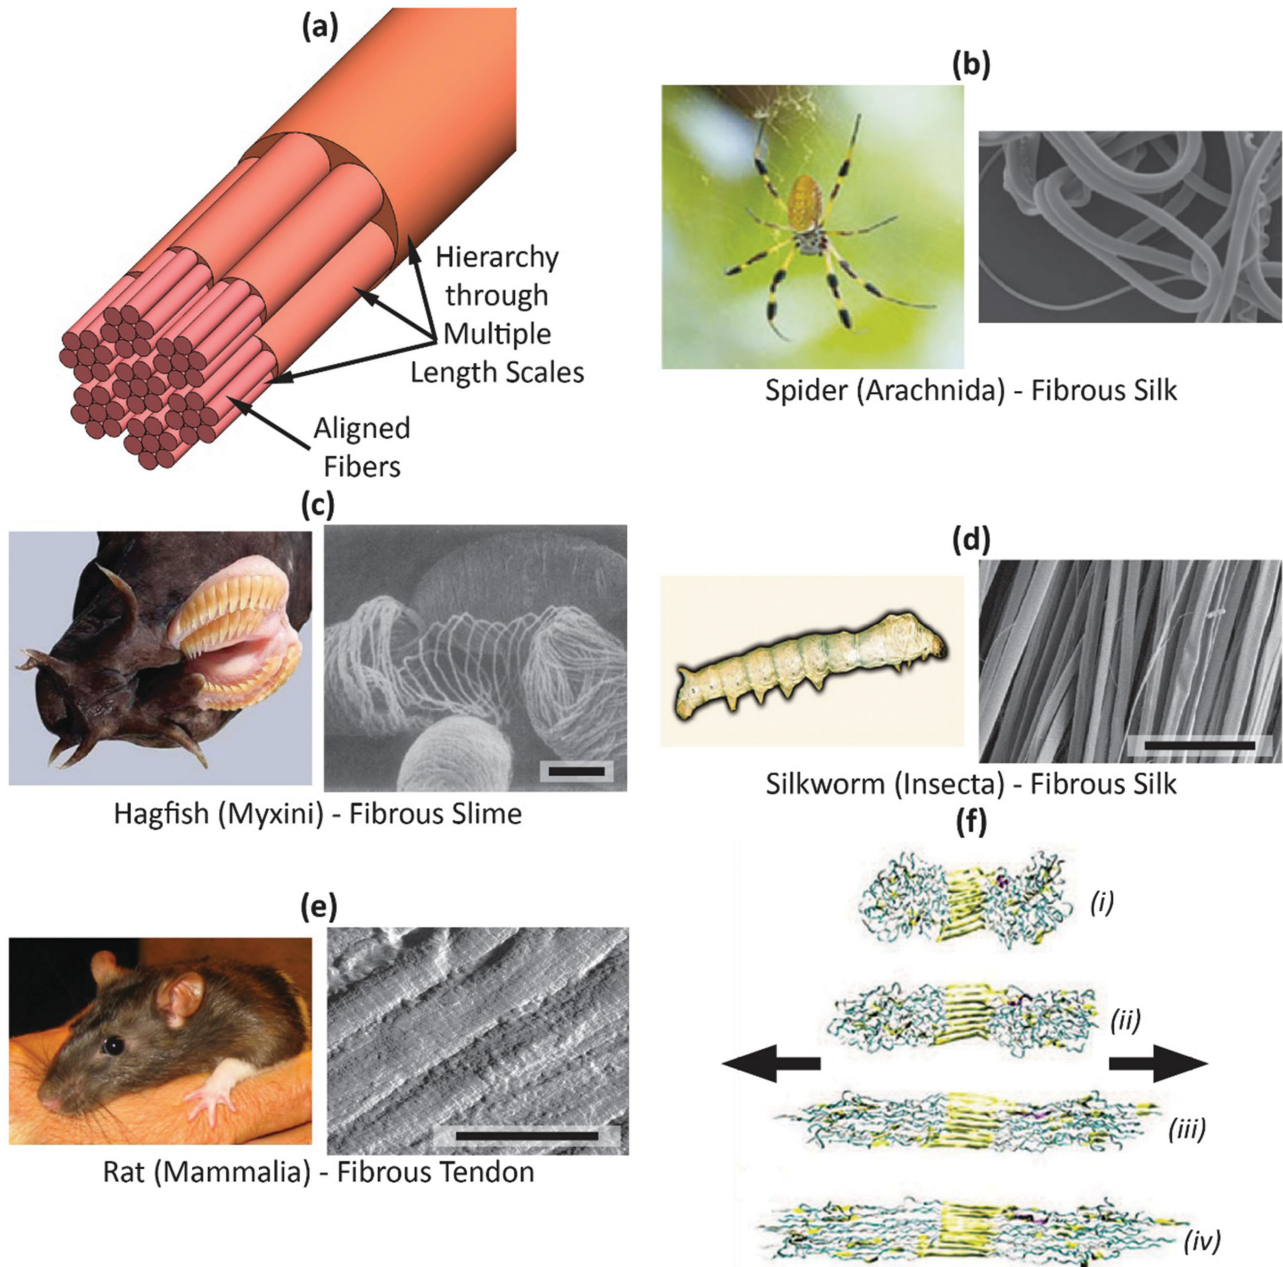 (a)
Hierarchy
through
Multiple
Length Scales
Aligned
Fibers
(b)
Spider (Arachnida) - Fibrous Silk
(c)
Hagfish (Myxini) - Fibrous Slime
(d)
Silkworm (Insecta) - Fibrous Silk
(e)
Rat (Mammalia) - Fibrous Tendon
(f)
(i)
(ii)
(iii)
(iv)